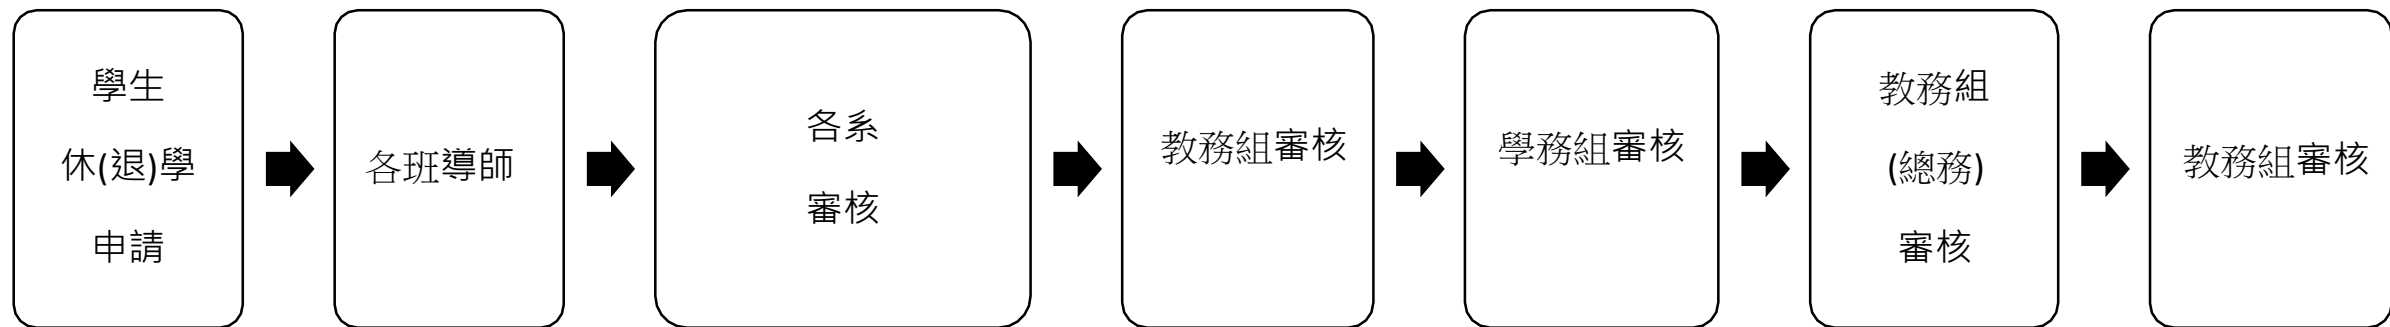 學生
休(退)學
申請
各班導師
各系
審核
教務組審核
學務組審核
教務組
(總務)
審核
教務組審核